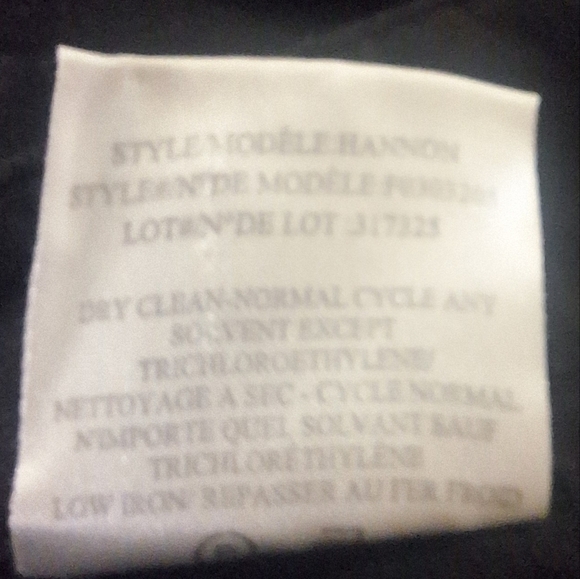 STYLE/MODÈLE:HANNON
STYLE#/N°DE MODÈLE
LOT#/N°DE LOT :317325
DRY CLEAN-NORMAL CYCLE ANY
SOLVENT EXCEPT
TRICHLOROETHYLENE/
NETTOYAGE A SEC - CYCLE NORMAL
N'IMPORTE QUEL SOLVANT SAUF
TRICHLORÉTHYLÈNE
LOW IRON/ REPASSER AU FER FROID